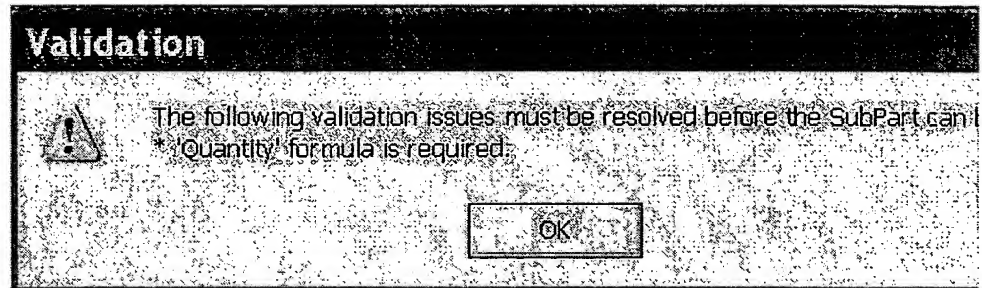 Validation
The following validation issues must be resolved before the SubPart can
* 'Quantity' formula is required.
OK